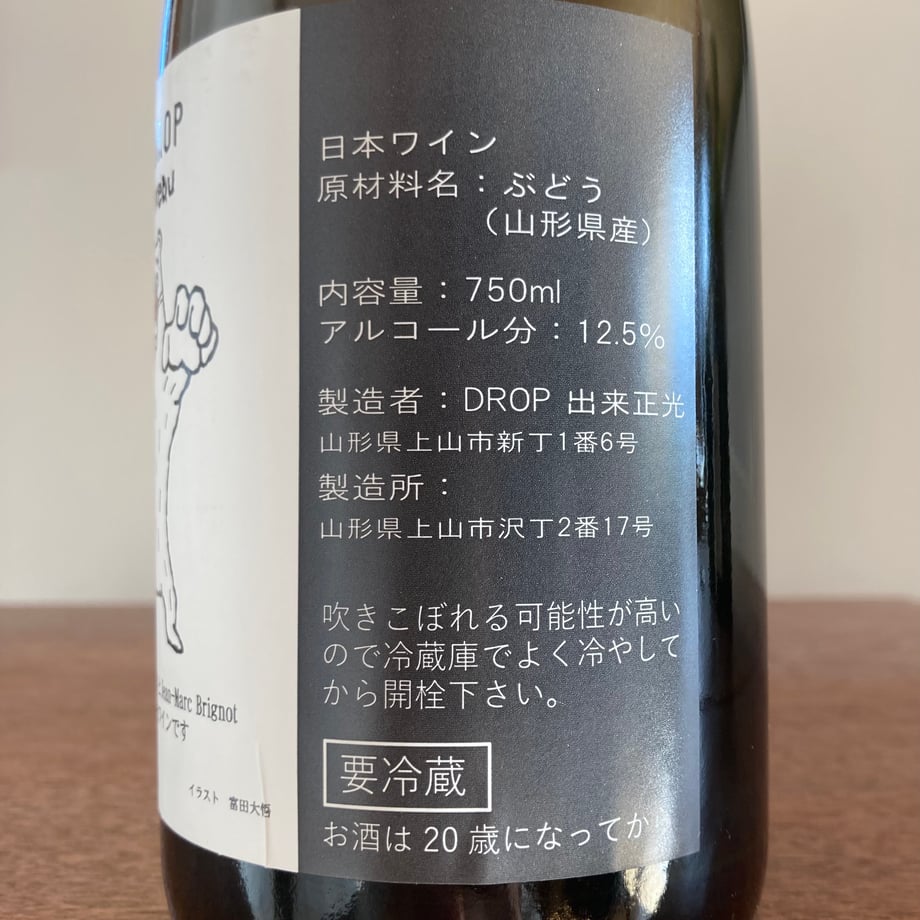 日本ワイン
原材料名：ぶどう
（山形県産）
内容量：750ml
アルコール分：12.5%
製造者：DROP 出来正光
山形県上山市新丁1番6号
製造所：
山形県上山市沢丁2番17号
吹きこぼれる可能性が高い
ので冷蔵庫でよく冷やして
から開栓下さい。
要冷蔵
お酒は20歳になってか
OP
Jean-Marc Brignot
ワインです
イラスト 富田大悟